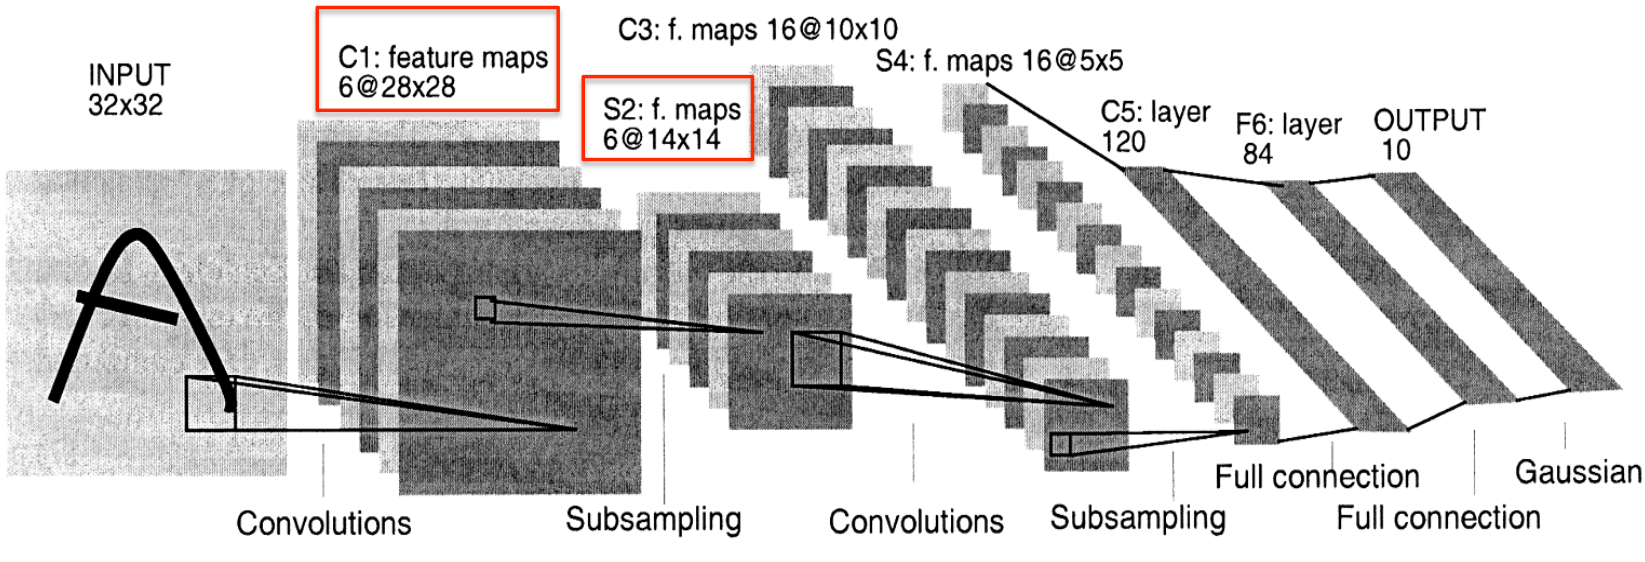 INPUT
32x32
C1: feature maps
6@28x28
S2: f. maps
6@14x14
C3: f. maps 16@10x10
S4: f. maps 16@5x5
C5: layer
120
F6: layer
84
OUTPUT
10
Convolutions
Subsampling
Convolutions
Subsampling
Full connection
Full connection
Gaussian